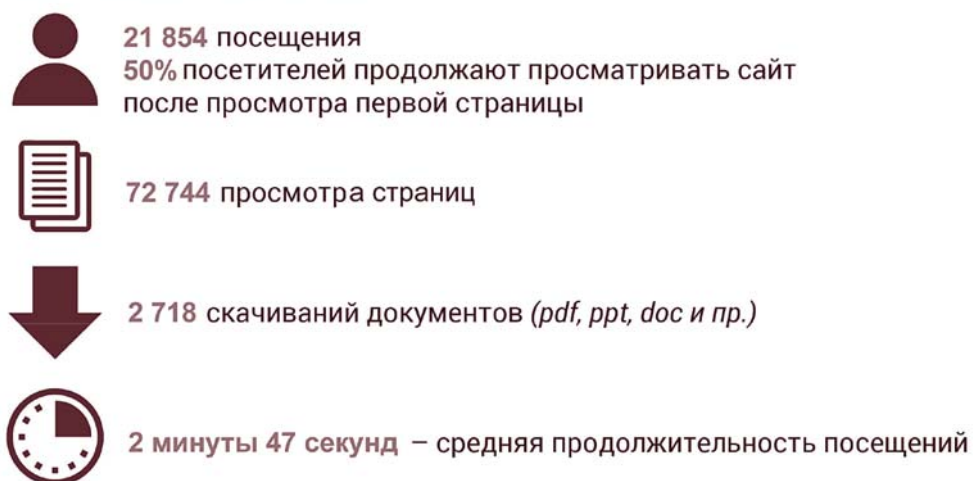 21 854 посещения
50% посетителей продолжают просматривать сайт
после просмотра первой страницы
72 744 просмотра страниц
2 718 скачиваний документов (pdf, ppt, doc и пр.)
2 минуты 47 секунд – средняя продолжительность посещений